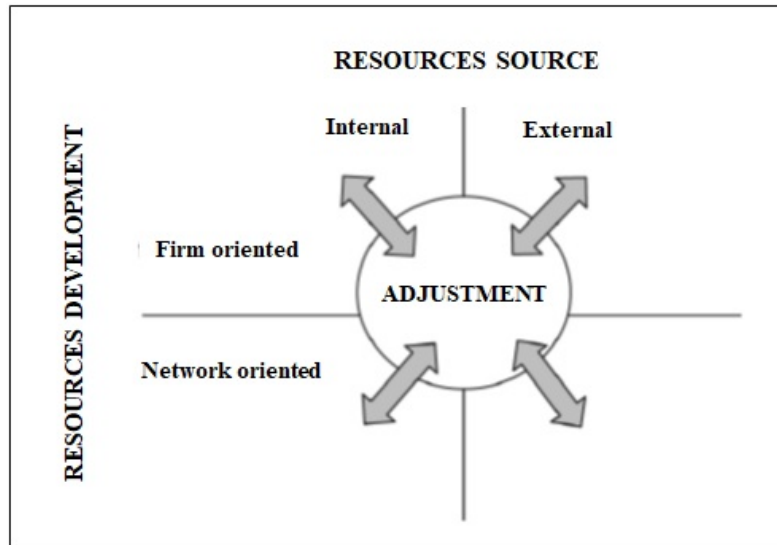 RESOURCES SOURCE
Internal
External
RESOURCES DEVELOPMENT
Firm oriented
ADJUSTMENT
Network oriented